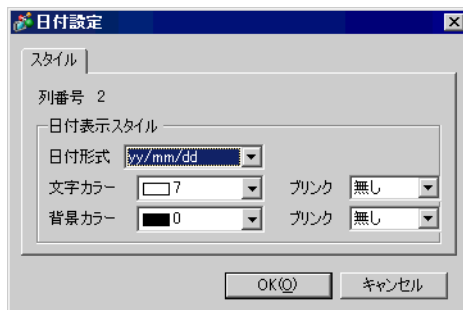 日付設定
スタイル
列番号 2
日付表示スタイル
日付形式 yy/mm/dd
文字カラー 7 ブリンク 無し
背景カラー 0 ブリンク 無し
OK(O) キャンセル